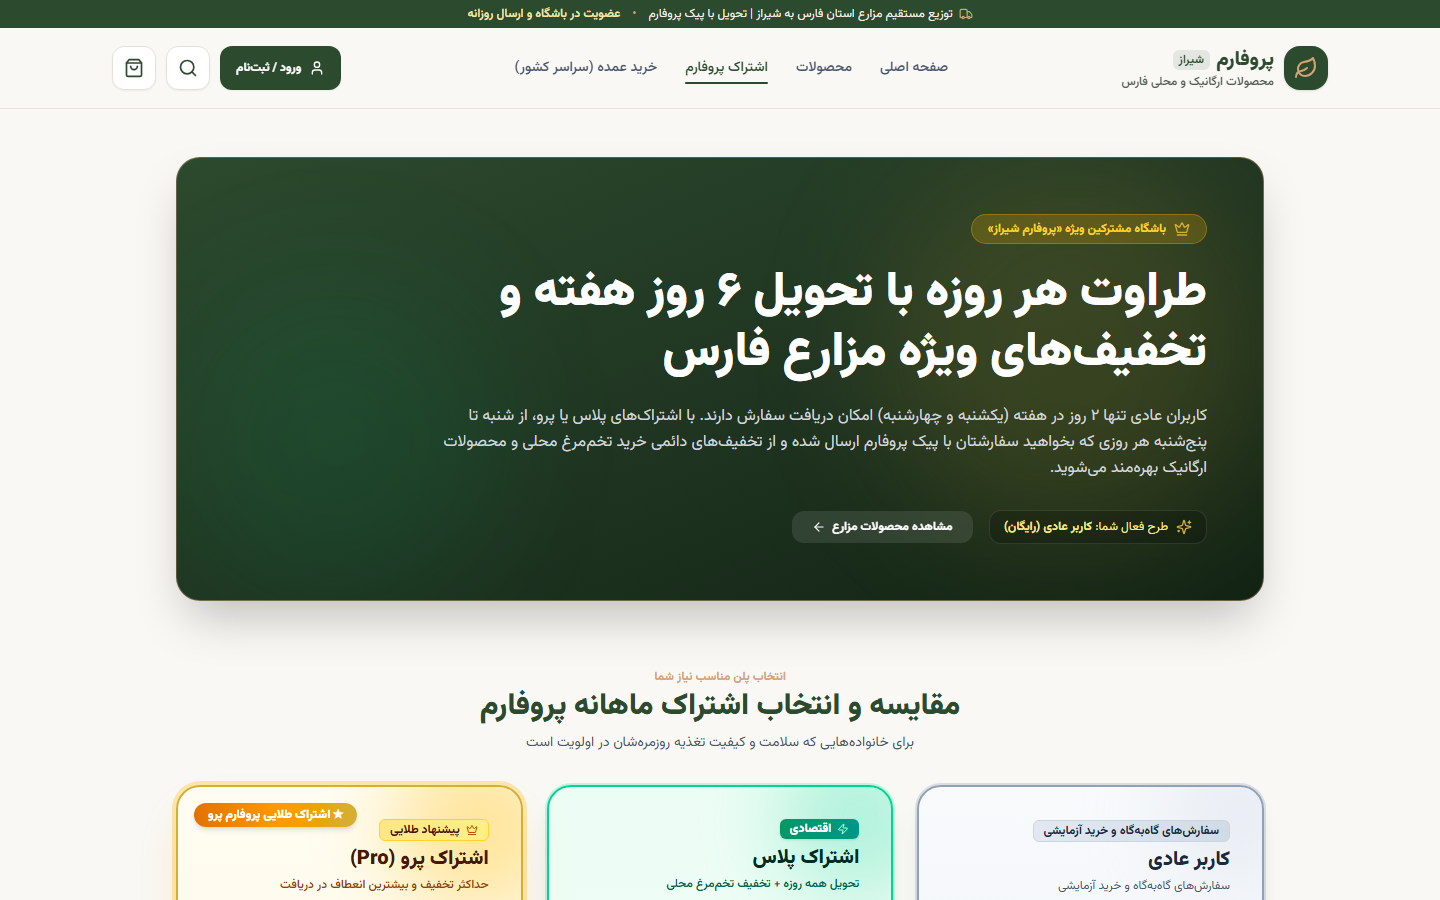 توزیع مستقیم مزارع استان فارس به شیراز | تحویل با پیک پروفارم • عضویت در باشگاه و ارسال روزانه
پروفارم شیراز
محصولات ارگانیک و محلی فارس
صفحه اصلی
محصولات
اشتراک پروفارم
خرید عمده (سراسر کشور)
ورود / ثبت‌نام
باشگاه مشترکین ویژه «پروفارم شیراز»
طراوت هر روزه با تحویل ۶ روز هفته و
تخفیف‌های ویژه مزارع فارس
کاربران عادی تنها ۲ روز در هفته (یکشنبه و چهارشنبه) امکان دریافت سفارش دارند. با اشتراک‌های پلاس یا پرو، از شنبه تا
پنج‌شنبه هر روزی که بخواهید سفارشتان با پیک پروفارم ارسال شده و از تخفیف‌های دائمی خرید تخم‌مرغ محلی و محصولات
ارگانیک بهره‌مند می‌شوید.
طرح فعال شما: کاربر عادی (رایگان)
مشاهده محصولات مزارع
انتخاب پلن مناسب نیاز شما
مقایسه و انتخاب اشتراک ماهانه پروفارم
برای خانواده‌هایی که سلامت و کیفیت تغذیه روزمره‌شان در اولویت است
سفارش‌های گاه‌به‌گاه و خرید آزمایشی
کاربر عادی
سفارش‌های گاه‌به‌گاه و خرید آزمایشی
اقتصادی
اشتراک پلاس
تحویل همه روزه + تخفیف تخم‌مرغ محلی
★ اشتراک طلایی پروفارم پرو
پیشنهاد طلایی
اشتراک پرو (Pro)
حداکثر تخفیف و بیشترین انعطاف در دریافت